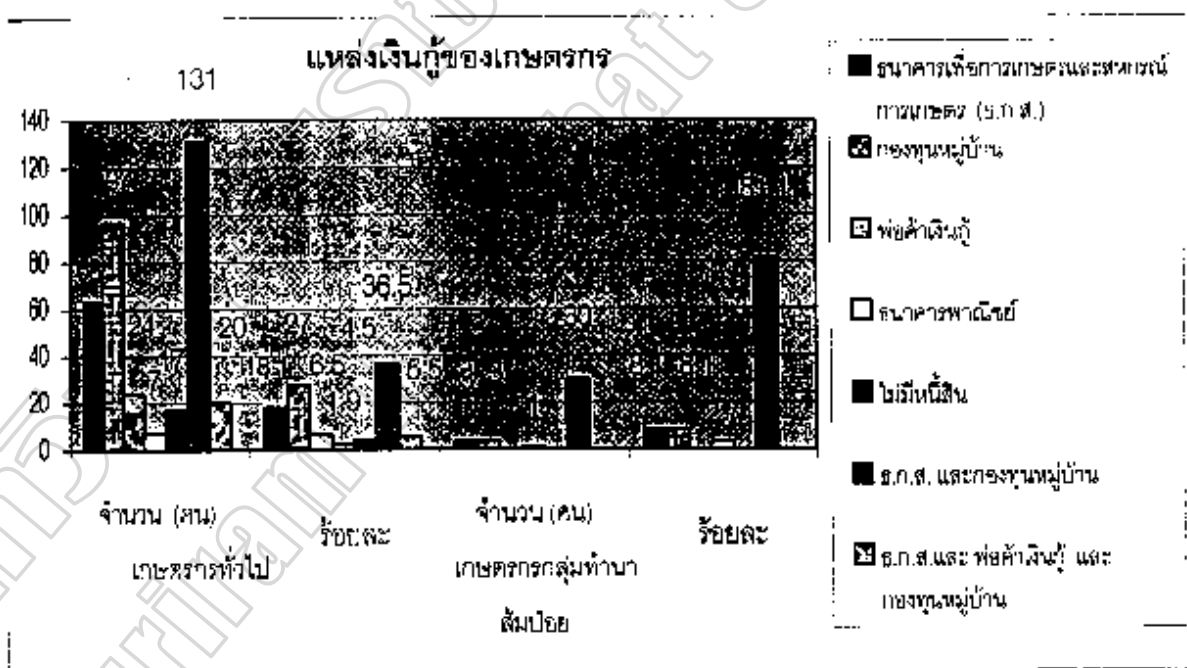 แหล่งเงินกู้ของเกษตรกร
131
140
120
100
80
60
40
20
0
24
20
27
6.5
1.9
4.5
36.5
30
จำนวน (คน)
ร้อยละ
จำนวน (คน)
ร้อยละ
เกษตรกรทั่วไป
เกษตรกรกลุ่มทำนา
ส้มป่อย
ธนาคารเพื่อการเกษตรและสหกรณ์
การเกษตร (ธ.ก.ส.)
กองทุนหมู่บ้าน
พ่อค้าเงินกู้
ธนาคารพาณิชย์
ไม่มีหนี้สิน
ธ.ก.ส. และกองทุนหมู่บ้าน
ธ.ก.ส.และ พ่อค้าเงินกู้ และ
กองทุนหมู่บ้าน